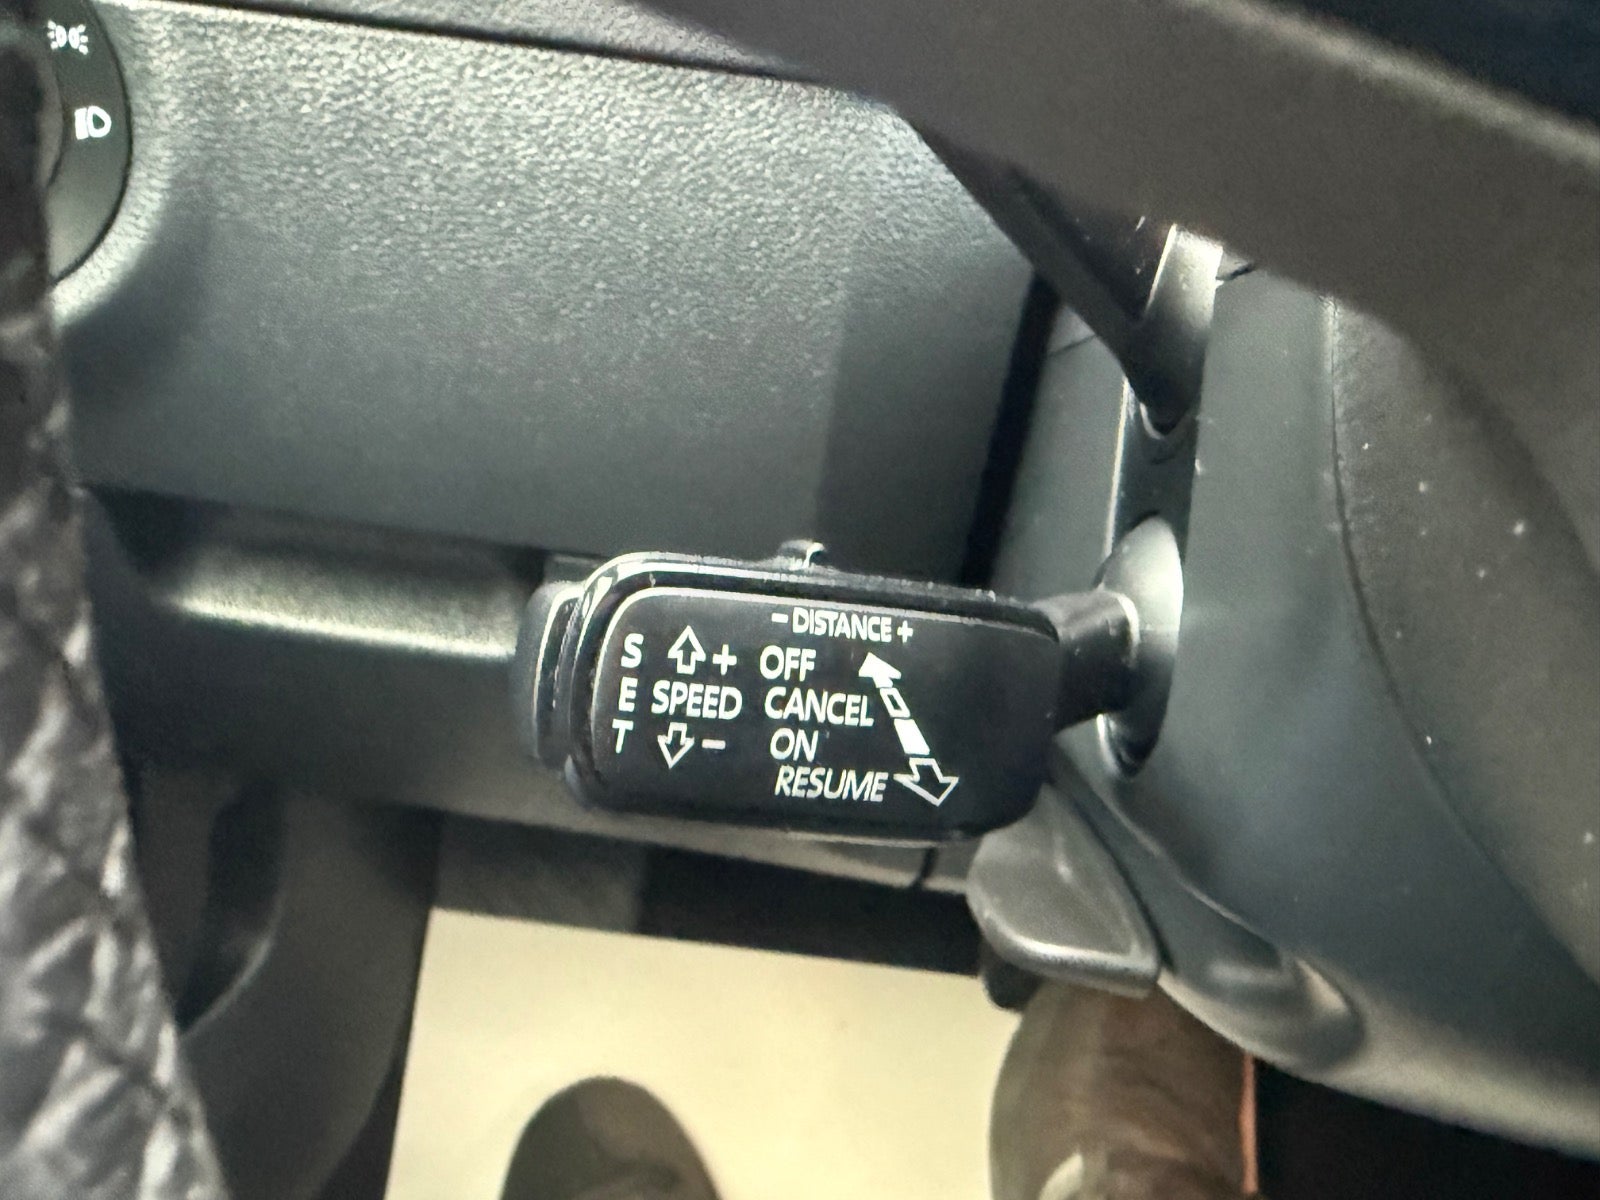 - DISTANCE +
S + OFF
E SPEED CANCEL
T - ON
RESUME